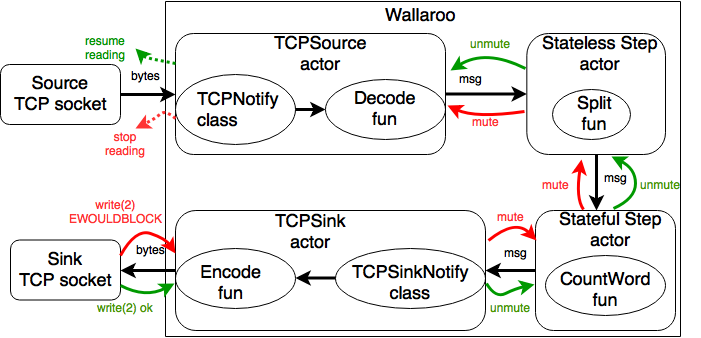 Wallaroo
resume
reading
TCPSource
actor
unmute
Stateless Step
actor
Source
TCP socket
bytes
TCPNotify
class
Decode
fun
msg
Split
fun
stop
reading
mute
mute
msg
unmute
write(2)
EWOULDBLOCK
TCPSink
actor
mute
Stateful Step
actor
Sink
TCP socket
bytes
Encode
fun
TCPSinkNotify
class
msg
CountWord
fun
write(2) ok
unmute